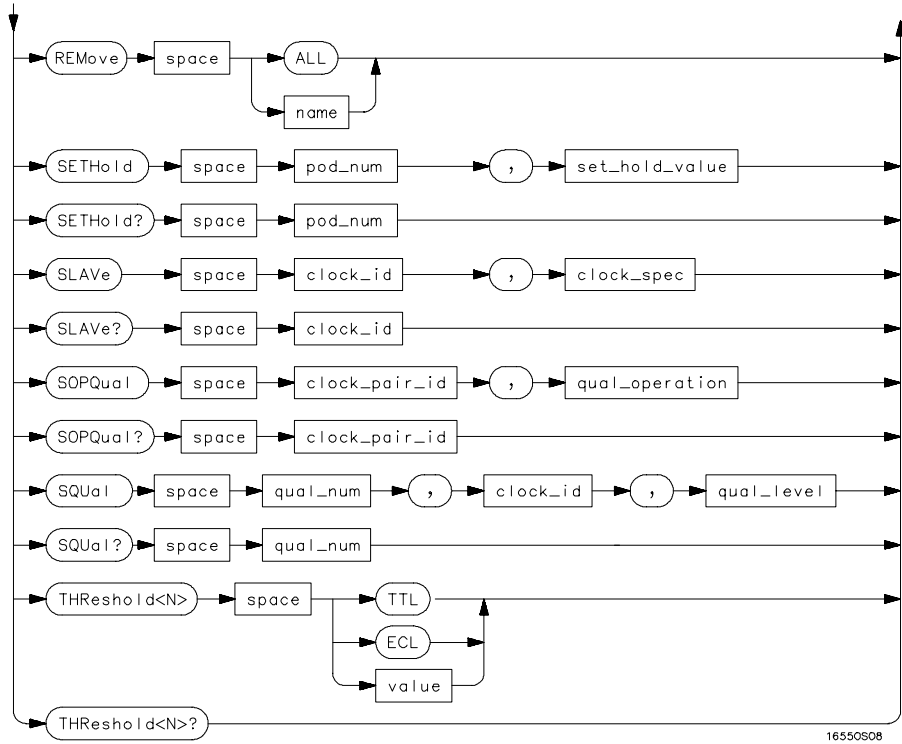 REMove space ALL
name
SETHold space pod_num , set_hold_value
SETHold? space pod_num
SLAVe space clock_id , clock_spec
SLAVe? space clock_id
SOPQual space clock_pair_id , qual_operation
SOPQual? space clock_pair_id
SQUal space qual_num , clock_id , qual_level
SQUal? space qual_num
THReshold<N> space TTL
ECL
value
THReshold<N>?
16550S08